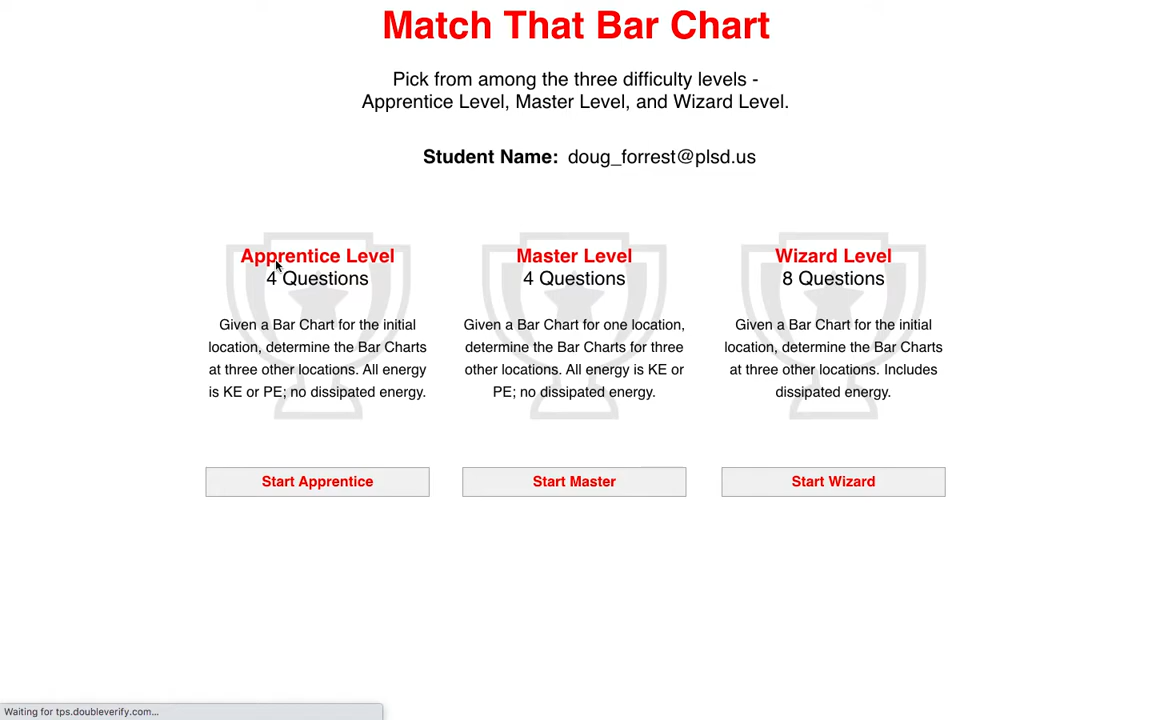 Match That Bar Chart
Pick from among the three difficulty levels -
Apprentice Level, Master Level, and Wizard Level.
Student Name: doug_forrest@plsd.us
Apprentice Level
4 Questions
Given a Bar Chart for the initial
location, determine the Bar Charts
at three other locations. All energy
is KE or PE; no dissipated energy.
Start Apprentice
Master Level
4 Questions
Given a Bar Chart for one location,
determine the Bar Charts for three
other locations. All energy is KE or
PE; no dissipated energy.
Start Master
Wizard Level
8 Questions
Given a Bar Chart for the initial
location, determine the Bar Charts
at three other locations. Includes
dissipated energy.
Start Wizard
Waiting for tps.doubleverify.com...